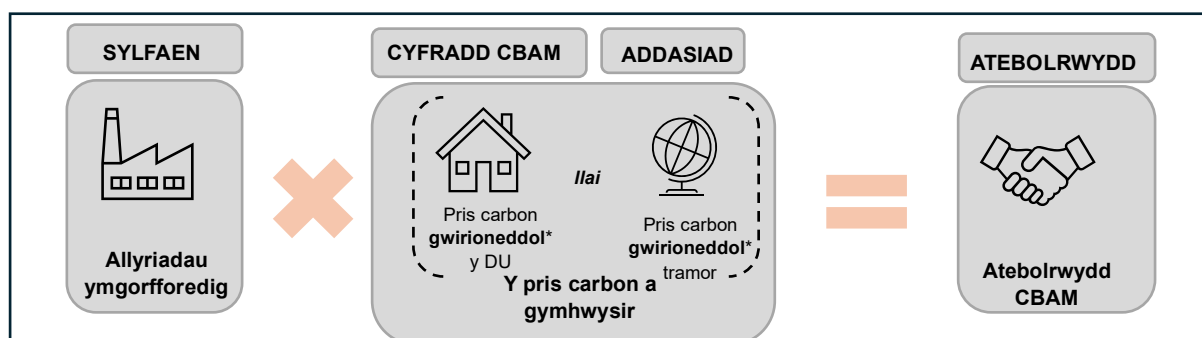 SYLFAEN
CYFRADD CBAM
ADDASIAD
ATEBOLRWYDD
Allyriadau
ymgorfforedig
Pris carbon
gwirioneddol*
y DU
llai
Pris carbon
gwirioneddol*
tramor
Y pris carbon a
gymhwysir
Atebolrwydd
CBAM